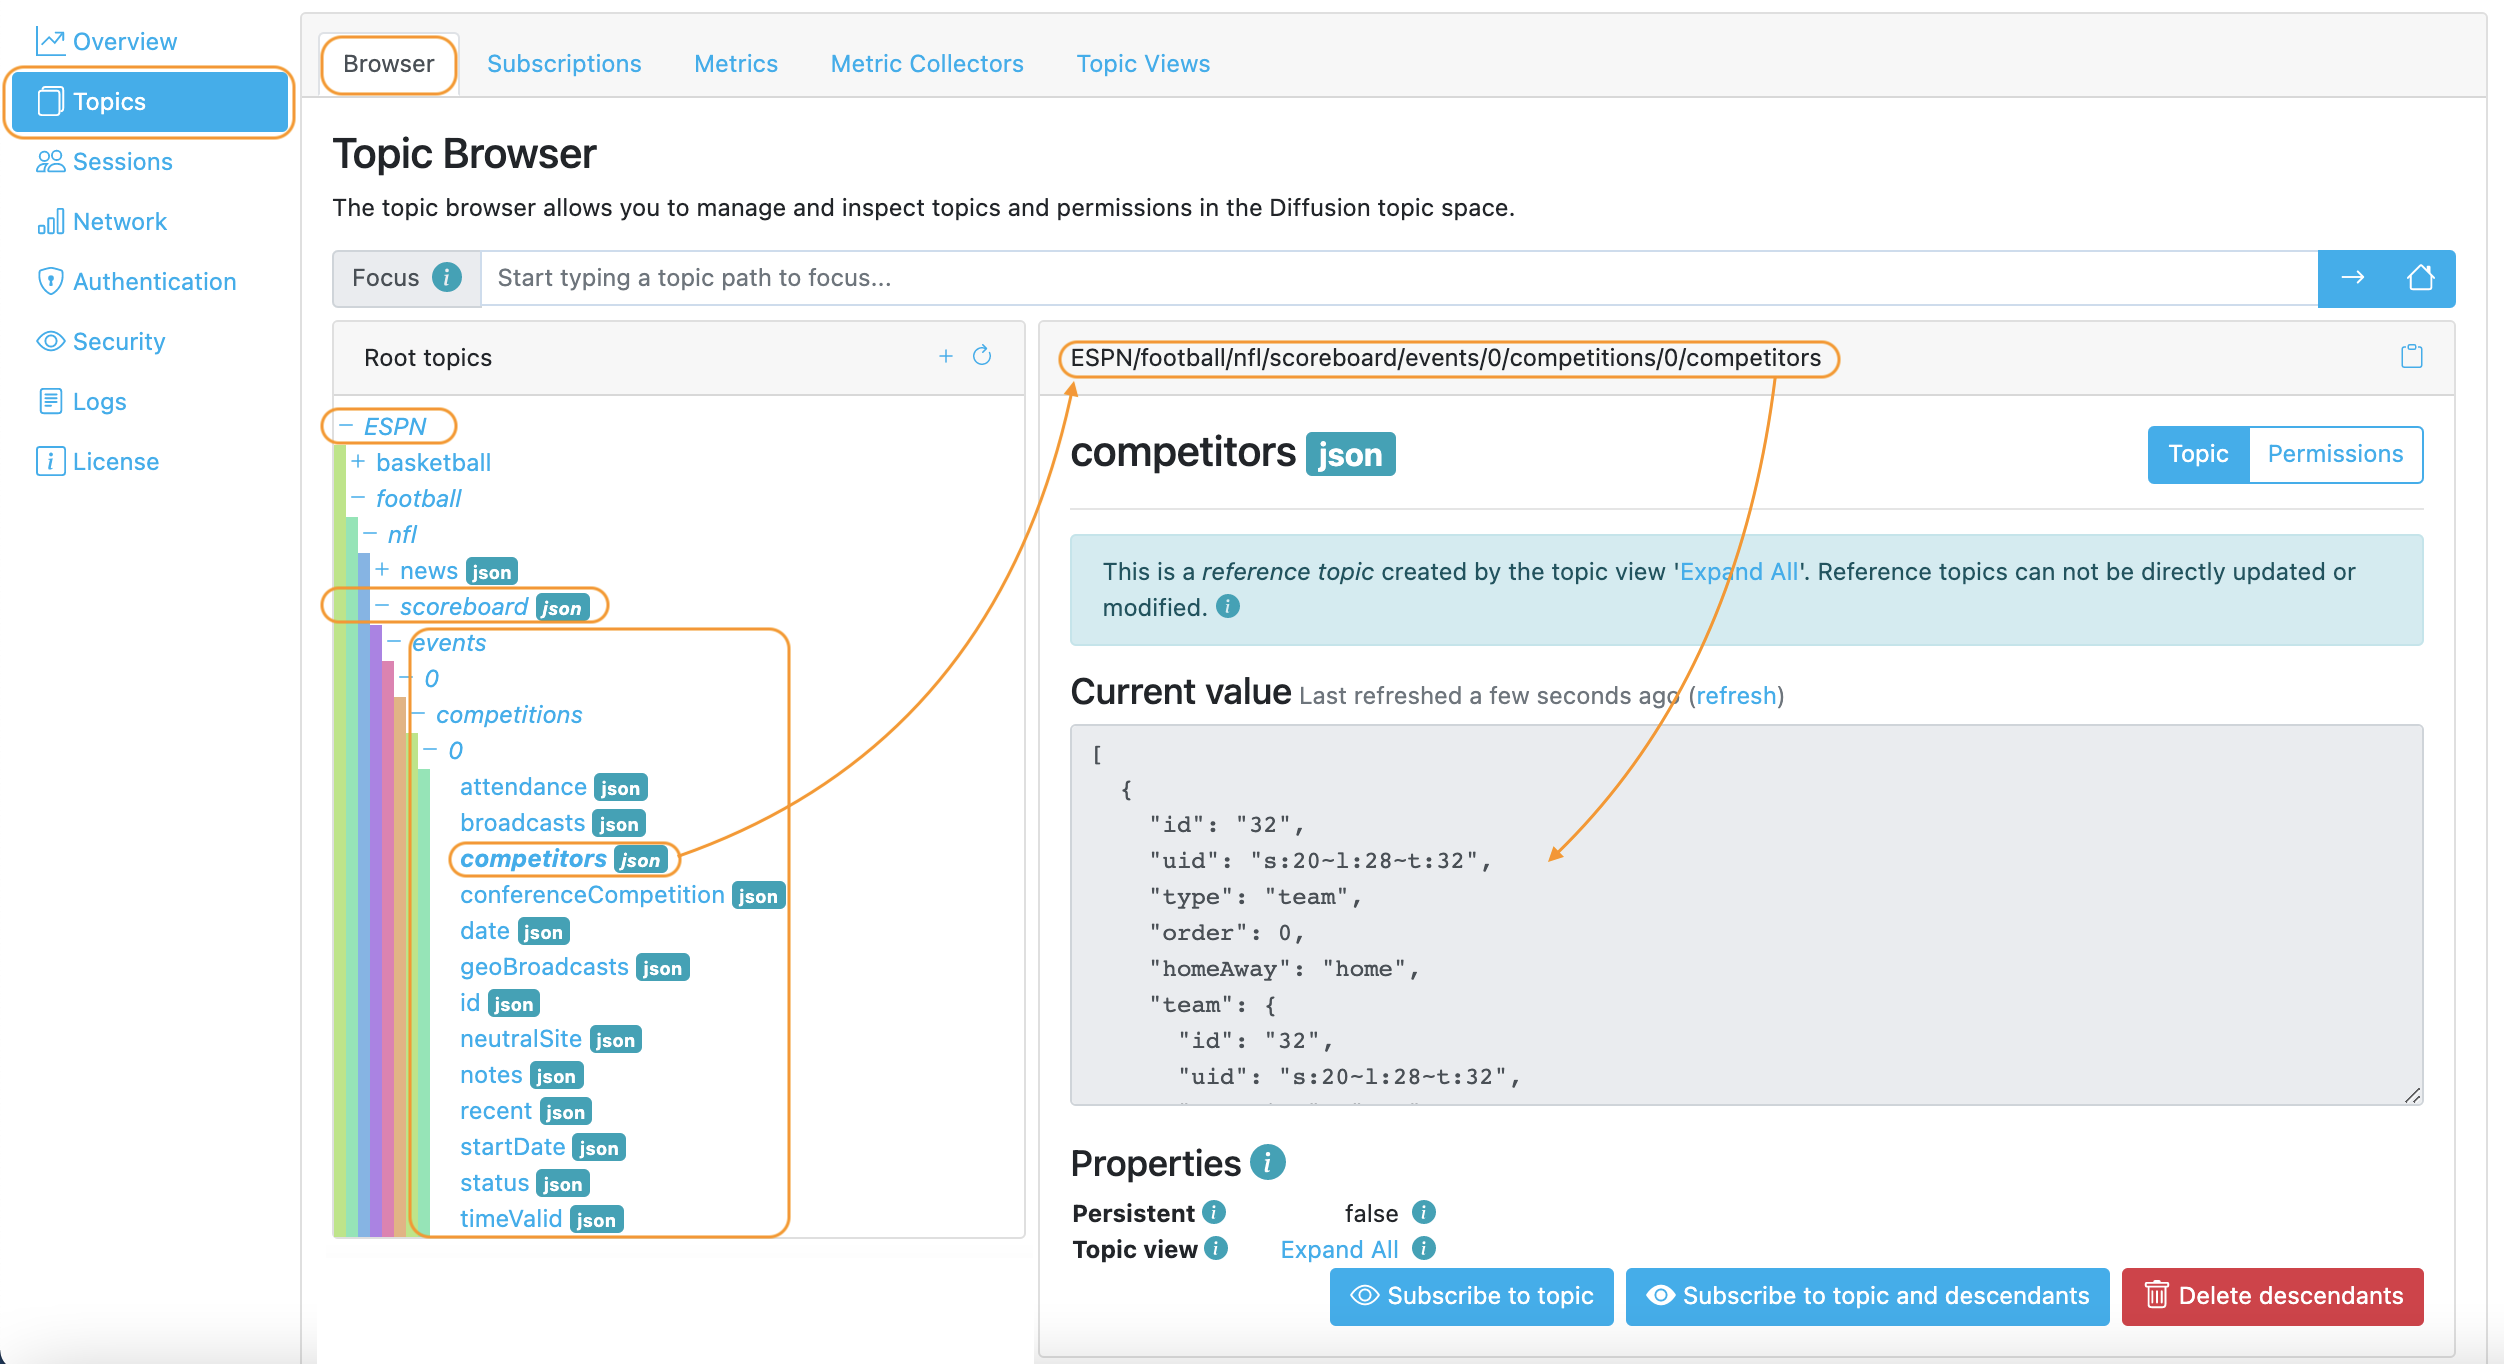 Overview
Topics
Sessions
Network
Authentication
Security
Logs
License
Browser Subscriptions Metrics Metric Collectors Topic Views
Topic Browser
The topic browser allows you to manage and inspect topics and permissions in the Diffusion topic space.
Focus i Start typing a topic path to focus...
Root topics
− ESPN
+ basketball
− football
− nfl
+ news json
− scoreboard json
− events
− 0
− competitions
− 0
attendance json
broadcasts json
competitors json
conferenceCompetition json
date json
geoBroadcasts json
id json
neutralSite json
notes json
recent json
startDate json
status json
timeValid json
ESPN/football/nfl/scoreboard/events/0/competitions/0/competitors
competitors json
Topic Permissions
This is a reference topic created by the topic view 'Expand All'. Reference topics can not be directly updated or
modified. i
Current value Last refreshed a few seconds ago (refresh)
[
{
"id": "32",
"uid": "s:20~l:28~t:32",
"type": "team",
"order": 0,
"homeAway": "home",
"team": {
"id": "32",
"uid": "s:20~l:28~t:32",
Properties i
Persistent i false i
Topic view i Expand All i
Subscribe to topic Subscribe to topic and descendants Delete descendants